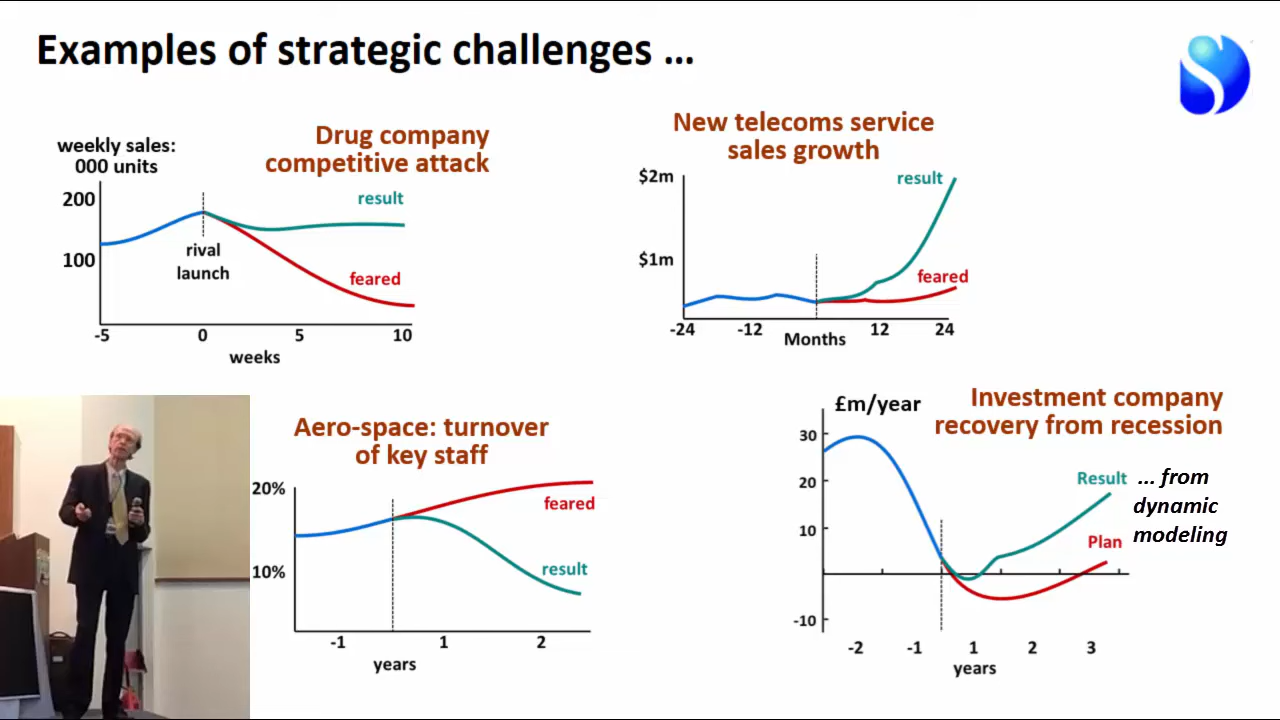 Examples of strategic challenges ...
weekly sales:
000 units
Drug company
competitive attack
200
100
result
rival
launch
feared
-5
0
5
10
weeks
New telecoms service
sales growth
$2m
$1m
result
feared
-24
-12
12
24
Months
Aero-space: turnover
of key staff
20%
10%
feared
result
-1
1
2
years
£m/year
Investment company
recovery from recession
30
20
10
-10
Result
... from
dynamic
modeling
Plan
-2
-1
1
2
3
years